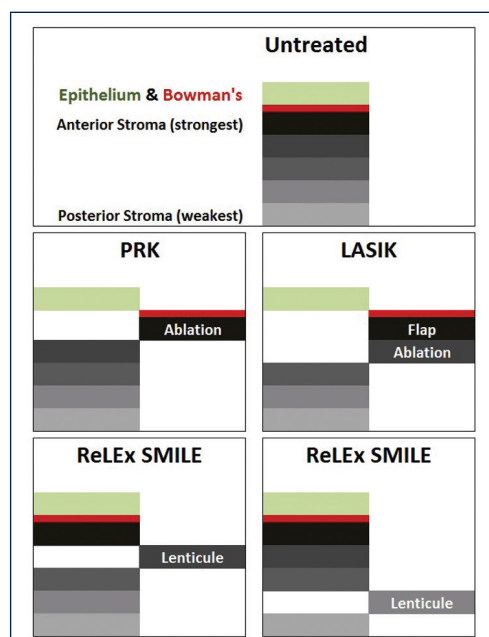 Untreated
Epithelium & Bowman's
Anterior Stroma (strongest)
Posterior Stroma (weakest)
PRK
Ablation
LASIK
Flap
Ablation
ReLEx SMILE
Lenticule
ReLEx SMILE
Lenticule